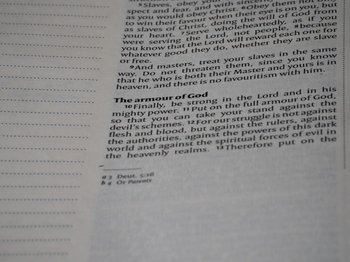 5Slaves, obey
spect and fear, and with sincer
as you would obey Christ. 6Obey them not on
to win their favour when their eye is on you, but
as slaves of Christ, doing the will of God from
your heart. 7Serve wholeheartedly, as if you
were serving the Lord, not people, 8because
you know that the Lord will reward each one for
whatever good they do, whether they are slave
or free.
9And masters, treat your slaves in the same
way. Do not threaten them, since you know
that he who is both their Master and yours is in
heaven, and there is no favouritism with him.
The armour of God
10Finally, be strong in the Lord and in his
mighty power. 11Put on the full armour of God,
so that you can take your stand against the
devil's schemes. 12For our struggle is not against
flesh and blood, but against the rulers, against
the authorities, against the powers of this dark
world and against the spiritual forces of evil in
the heavenly realms. 13Therefore put on the
a 3 Deut. 5:16
b 4 Or Parents